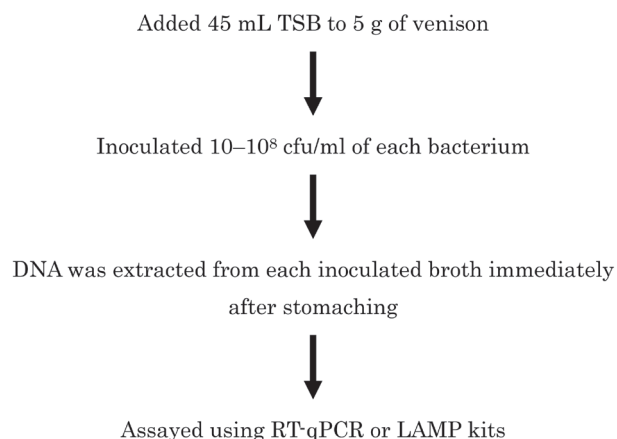 Added 45 mL TSB to 5 g of venison
Inoculated 10–10⁸ cfu/ml of each bacterium
DNA was extracted from each inoculated broth immediately
after stomaching
Assayed using RT-qPCR or LAMP kits